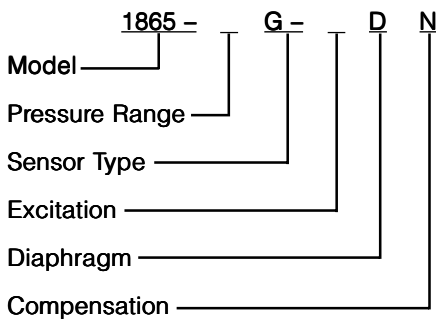 1865 – _ G – _ D N
Model
Pressure Range
Sensor Type
Excitation
Diaphragm
Compensation